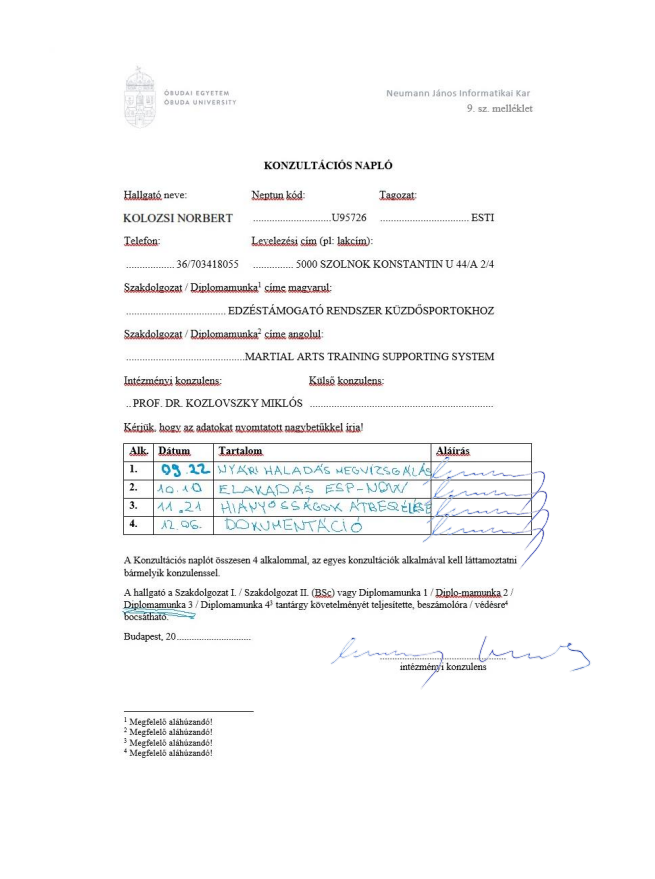 ÓBUDAI EGYETEM
ÓBUDA UNIVERSITY
Neumann János Informatikai Kar
9. sz. melléklet
KONZULTÁCIÓS NAPLÓ
Hallgató neve: Neptun kód: Tagozat:
KOLOZSI NORBERT ............................U95726 ................................ ESTI
Telefon: Levelezési cím (pl: lakcím):
.................. 36/703418055 ............... 5000 SZOLNOK KONSTANTIN U 44/A 2/4
Szakdolgozat / Diplomamunka¹ címe magyarul:
.................................... EDZÉSTÁMOGATÓ RENDSZER KÜZDŐSPORTOKHOZ
Szakdolgozat / Diplomamunka² címe angolul:
...........................................MARTIAL ARTS TRAINING SUPPORTING SYSTEM
Intézményi konzulens: Külső konzulens:
.. PROF. DR. KOZLOVSZKY MIKLÓS ..................................................................
Kérjük, hogy az adatokat nyomtatott nagybetűkkel írja!
Alk. Dátum Tartalom Aláírás
1. 09.22 NYÁRI HALADÁS MEGVIZSGÁLÁS
2. 10.10 ELAKADÁS ESP-NOW
3. 11.21 HIÁNYOSSÁGOK ÁTBESZÉLÉSE
4. 12.06. DOKUMENTÁCIÓ
A Konzultációs naplót összesen 4 alkalommal, az egyes konzultációk alkalmával kell láttamoztatni
bármelyik konzulenssel.
A hallgató a Szakdolgozat I. / Szakdolgozat II. (BSc) vagy Diplomamunka 1 / Diplo-mamunka 2 /
Diplomamunka 3 / Diplomamunka 4³ tantárgy követelményét teljesítette, beszámolóra / védésre⁴
bocsátható.
Budapest, 20...........................
intézményi konzulens
¹ Megfelelő aláhúzandó!
² Megfelelő aláhúzandó!
³ Megfelelő aláhúzandó!
⁴ Megfelelő aláhúzandó!